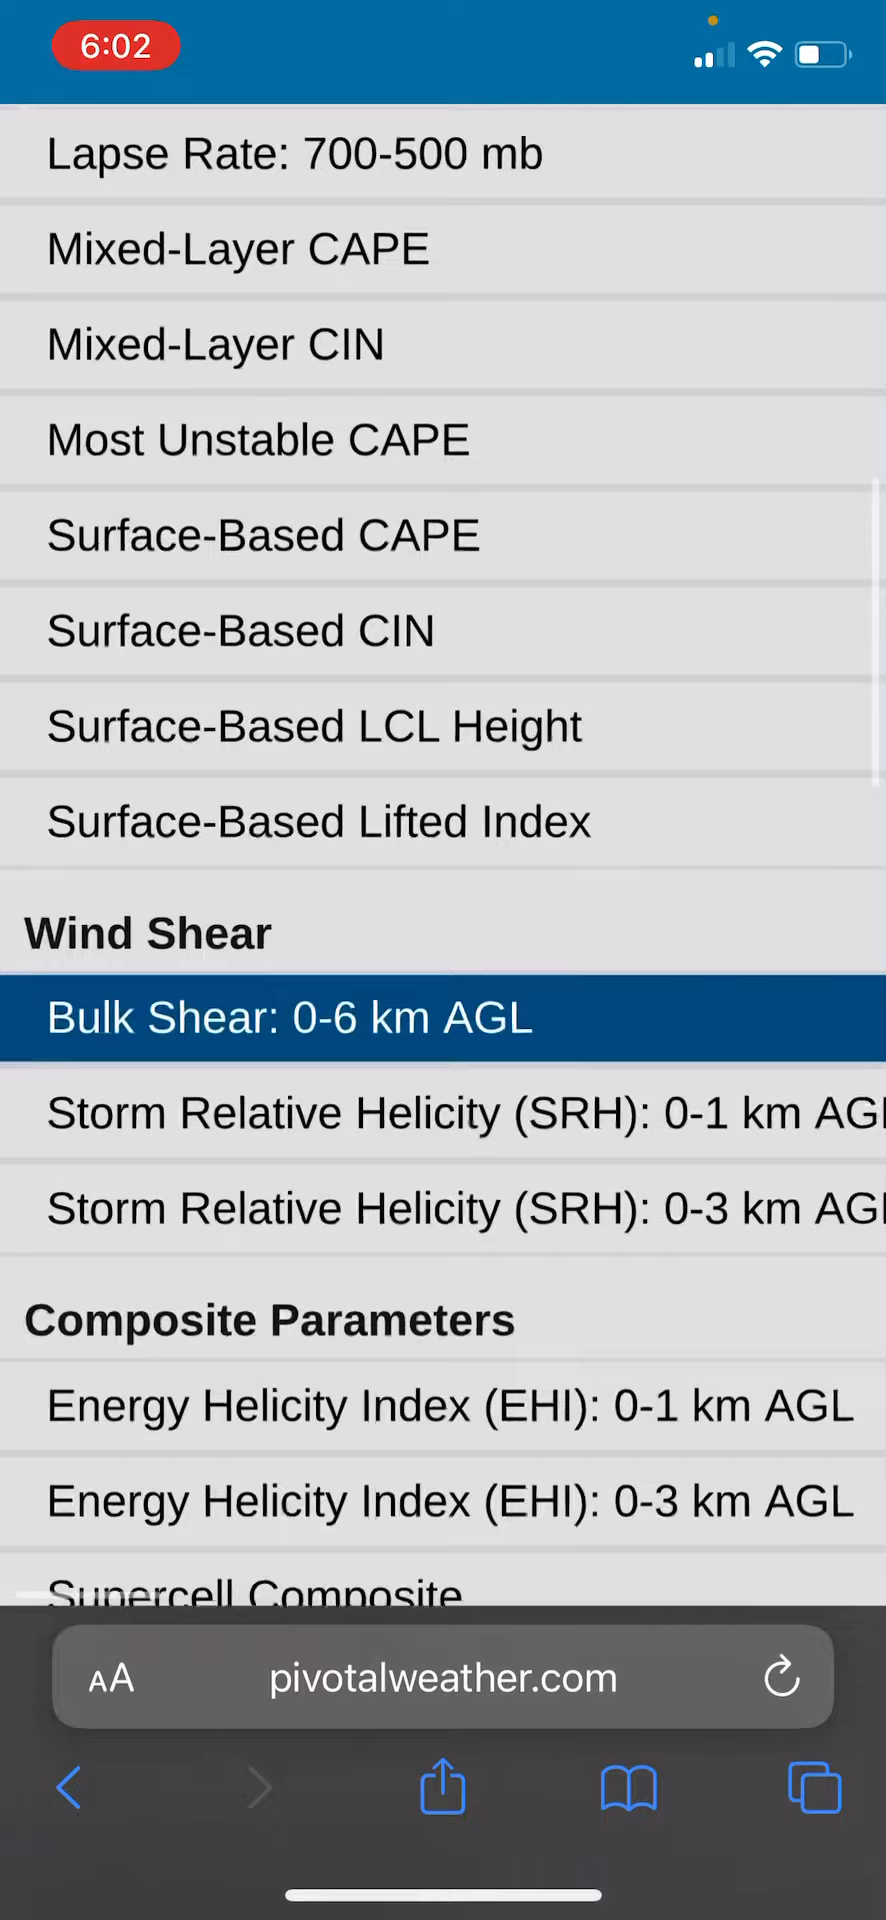 6:02
Lapse Rate: 700-500 mb
Mixed-Layer CAPE
Mixed-Layer CIN
Most Unstable CAPE
Surface-Based CAPE
Surface-Based CIN
Surface-Based LCL Height
Surface-Based Lifted Index
Wind Shear
Bulk Shear: 0-6 km AGL
Storm Relative Helicity (SRH): 0-1 km AGL
Storm Relative Helicity (SRH): 0-3 km AGL
Composite Parameters
Energy Helicity Index (EHI): 0-1 km AGL
Energy Helicity Index (EHI): 0-3 km AGL
Supercell Composite
AA pivotalweather.com